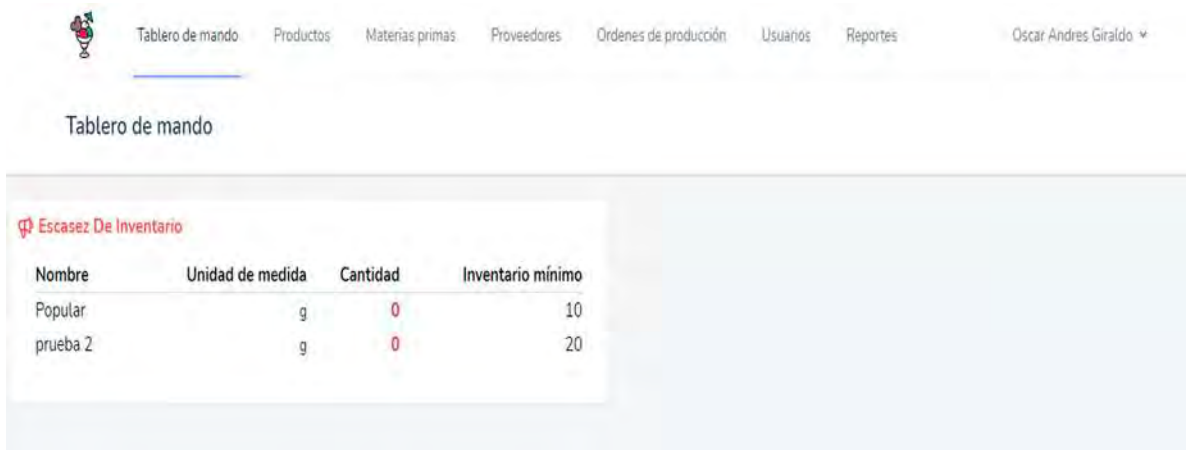 Tablero de mando Productos Materias primas Proveedores Ordenes de producción Usuarios Reportes Oscar Andres Giraldo
Tablero de mando
Escasez De Inventario
Nombre Unidad de medida Cantidad Inventario mínimo
Popular g 0 10
prueba 2 g 0 20